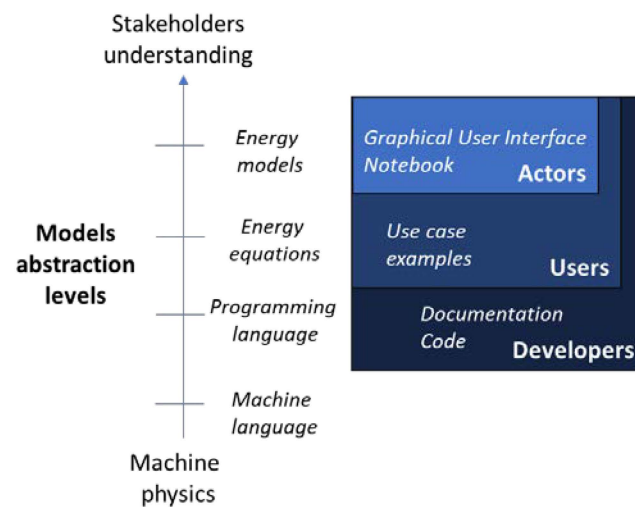 Stakeholders
understanding
Energy
models
Energy
equations
Models
abstraction
levels
Programming
language
Machine
language
Machine
physics
Graphical User Interface
Notebook
Actors
Use case
examples
Users
Documentation
Code
Developers